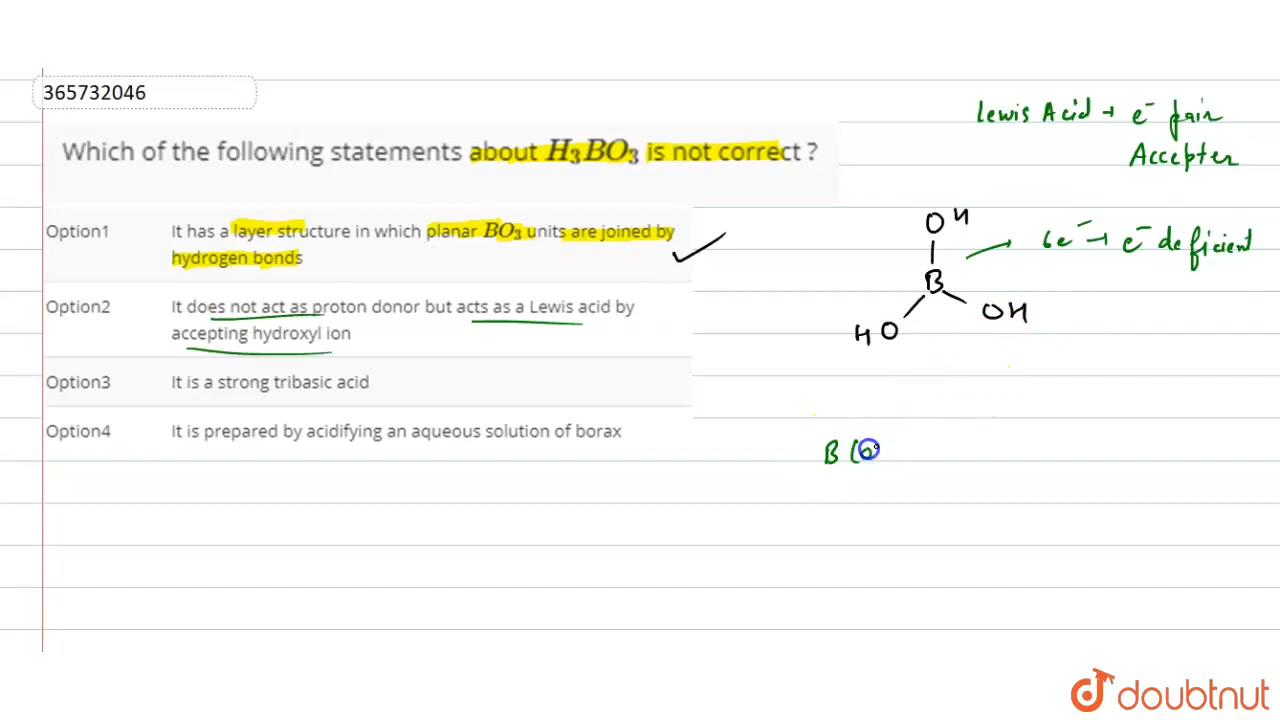 365732046
Which of the following statements about H₃BO₃ is not correct ?
Option1 It has a layer structure in which planar BO₃ units are joined by
hydrogen bonds
Option2 It does not act as proton donor but acts as a Lewis acid by
accepting hydroxyl ion
Option3 It is a strong tribasic acid
Option4 It is prepared by acidifying an aqueous solution of borax
Lewis Acid → e⁻ pair
Accepter
OH
6e⁻ → e⁻ deficient
B
HO
OH
B (
doubtnut